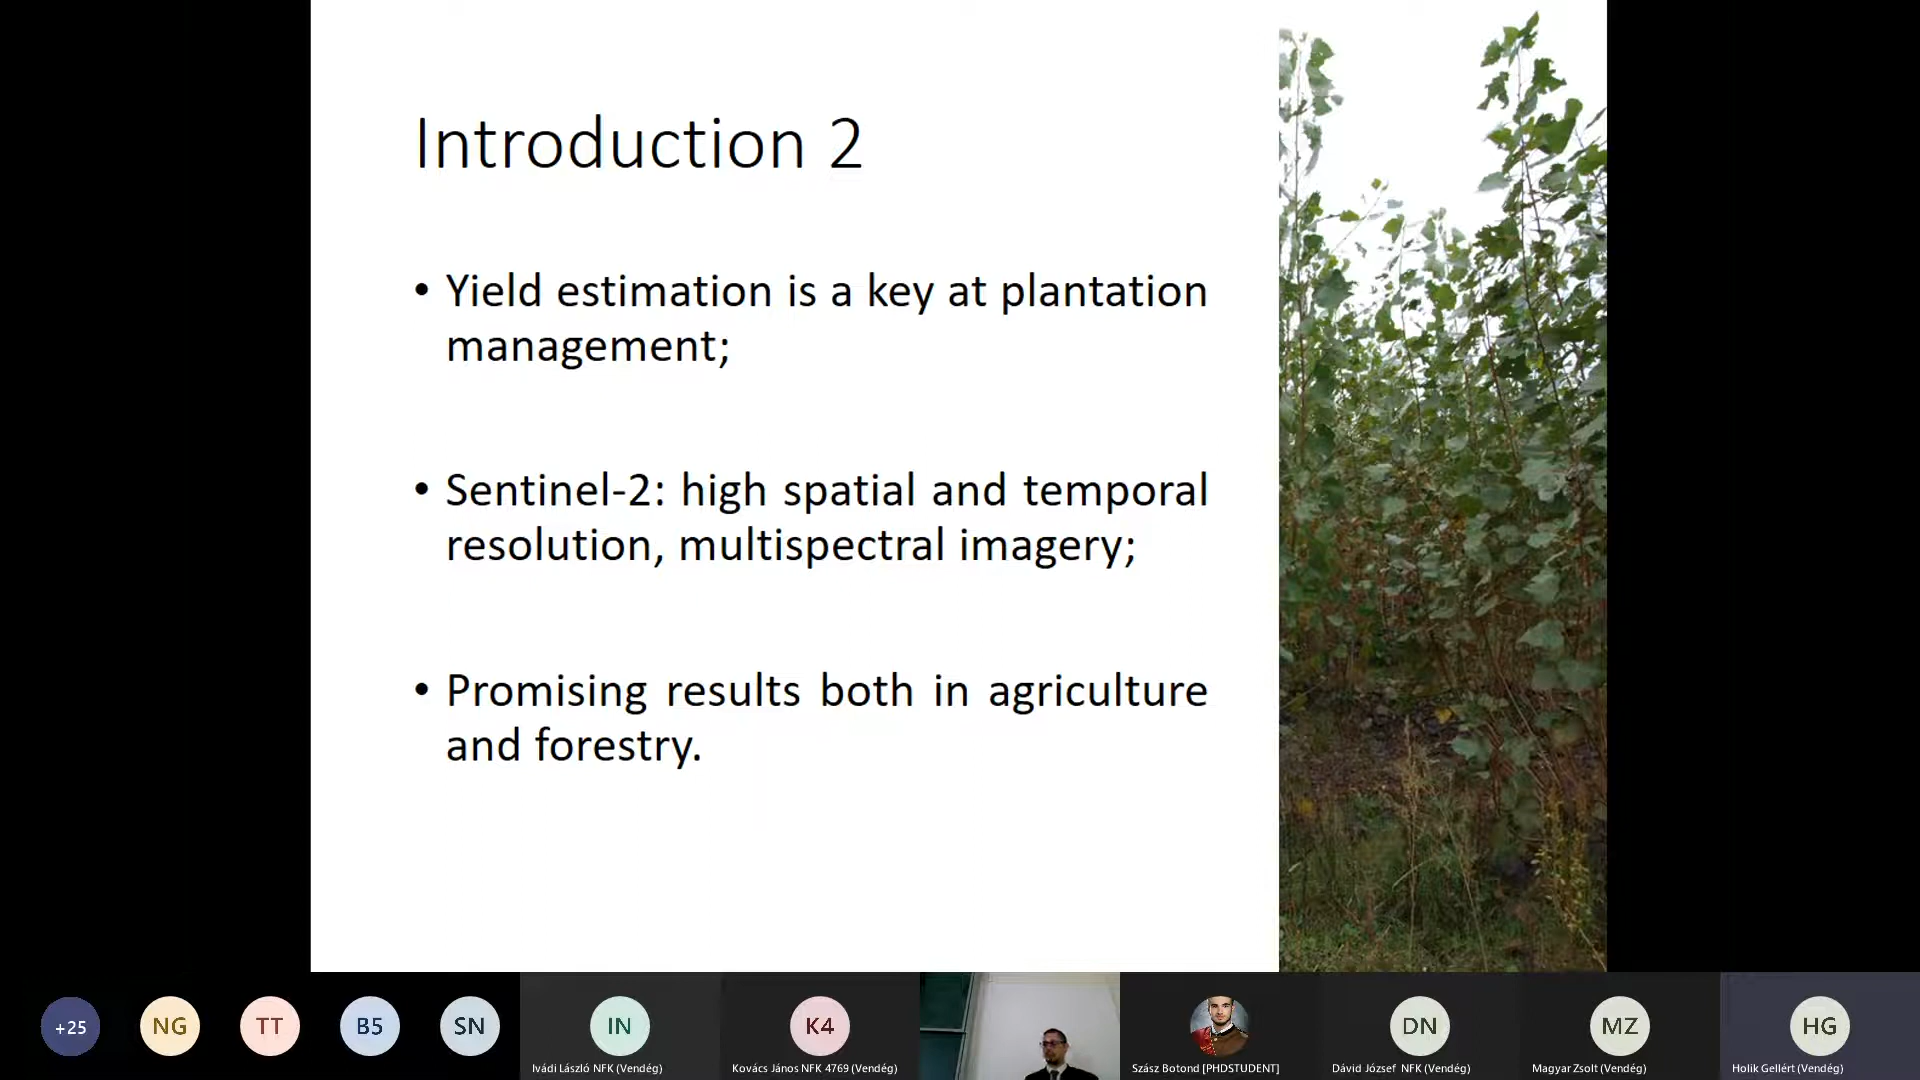 Introduction 2
• Yield estimation is a key at plantation
management;
• Sentinel-2: high spatial and temporal
resolution, multispectral imagery;
• Promising results both in agriculture
and forestry.
+25
NG
TT
B5
SN
IN
K4
DN
MZ
HG
Ivádi László NFK (Vendég)
Kovács János NFK 4769 (Vendég)
Szász Botond [PHDSTUDENT]
Dávid József NFK (Vendég)
Magyar Zsolt (Vendég)
Holik Gellért (Vendég)